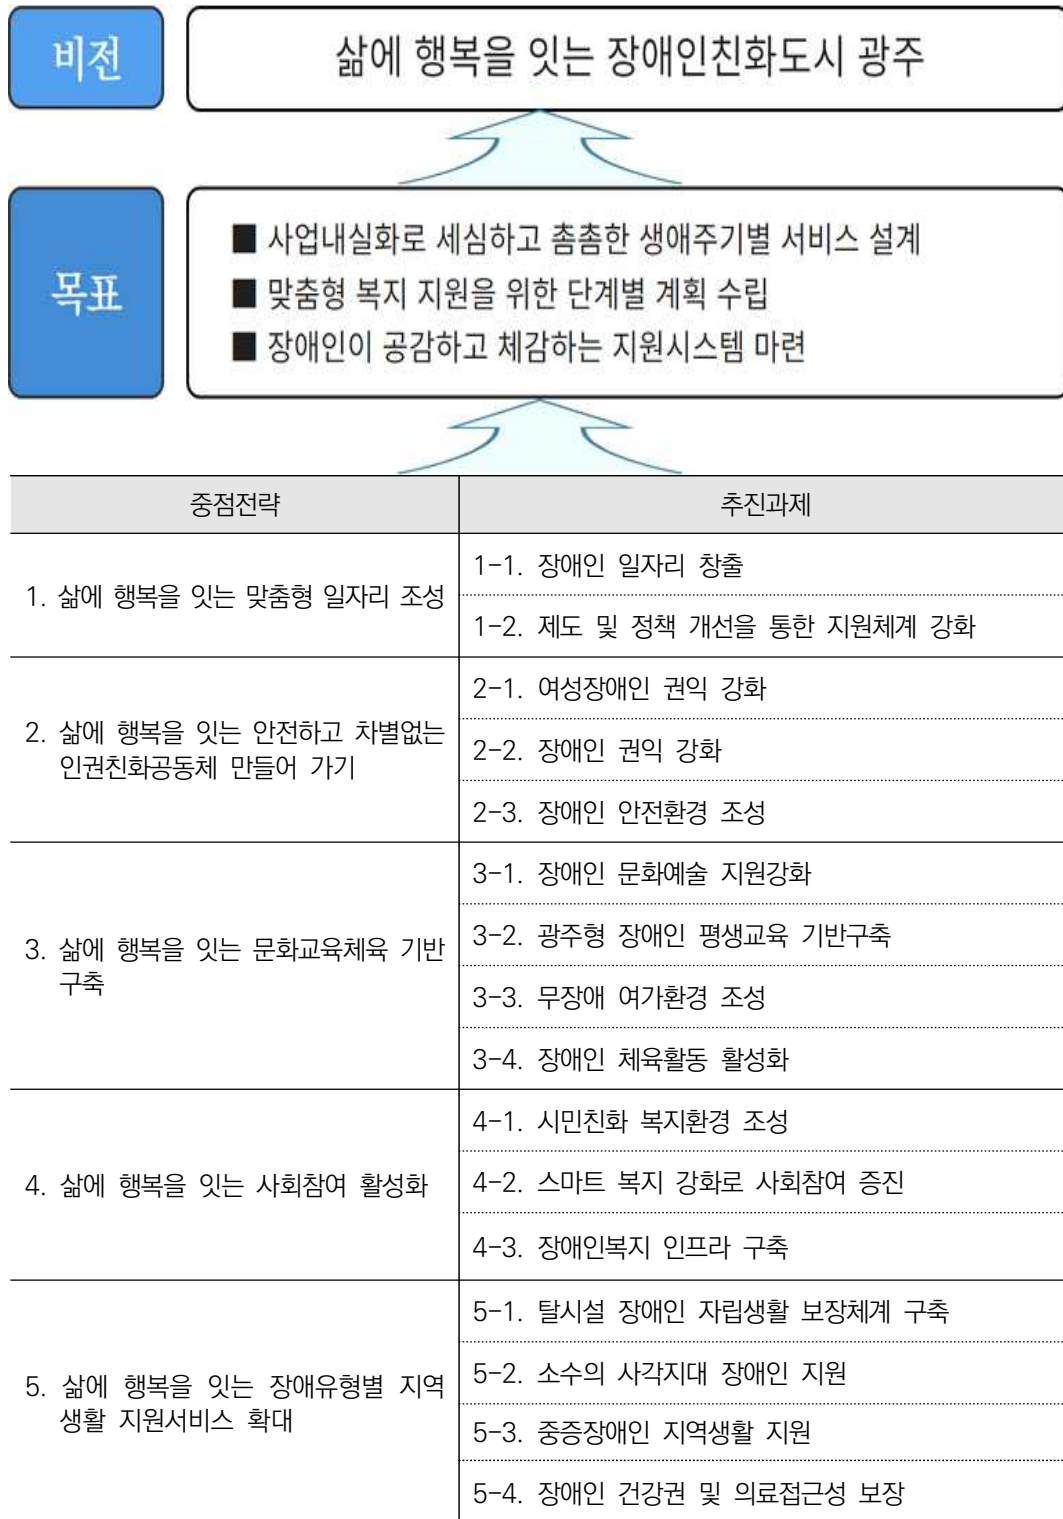 비전
삶에 행복을 잇는 장애인친화도시 광주
목표
■ 사업내실화로 세심하고 촘촘한 생애주기별 서비스 설계
■ 맞춤형 복지 지원을 위한 단계별 계획 수립
■ 장애인이 공감하고 체감하는 지원시스템 마련
중점전략
추진과제
1. 삶에 행복을 잇는 맞춤형 일자리 조성
1-1. 장애인 일자리 창출
1-2. 제도 및 정책 개선을 통한 지원체계 강화
2. 삶에 행복을 잇는 안전하고 차별없는
인권친화공동체 만들어 가기
2-1. 여성장애인 권익 강화
2-2. 장애인 권익 강화
2-3. 장애인 안전환경 조성
3. 삶에 행복을 잇는 문화교육체육 기반
구축
3-1. 장애인 문화예술 지원강화
3-2. 광주형 장애인 평생교육 기반구축
3-3. 무장애 여가환경 조성
3-4. 장애인 체육활동 활성화
4. 삶에 행복을 잇는 사회참여 활성화
4-1. 시민친화 복지환경 조성
4-2. 스마트 복지 강화로 사회참여 증진
4-3. 장애인복지 인프라 구축
5. 삶에 행복을 잇는 장애유형별 지역
생활 지원서비스 확대
5-1. 탈시설 장애인 자립생활 보장체계 구축
5-2. 소수의 사각지대 장애인 지원
5-3. 중증장애인 지역생활 지원
5-4. 장애인 건강권 및 의료접근성 보장